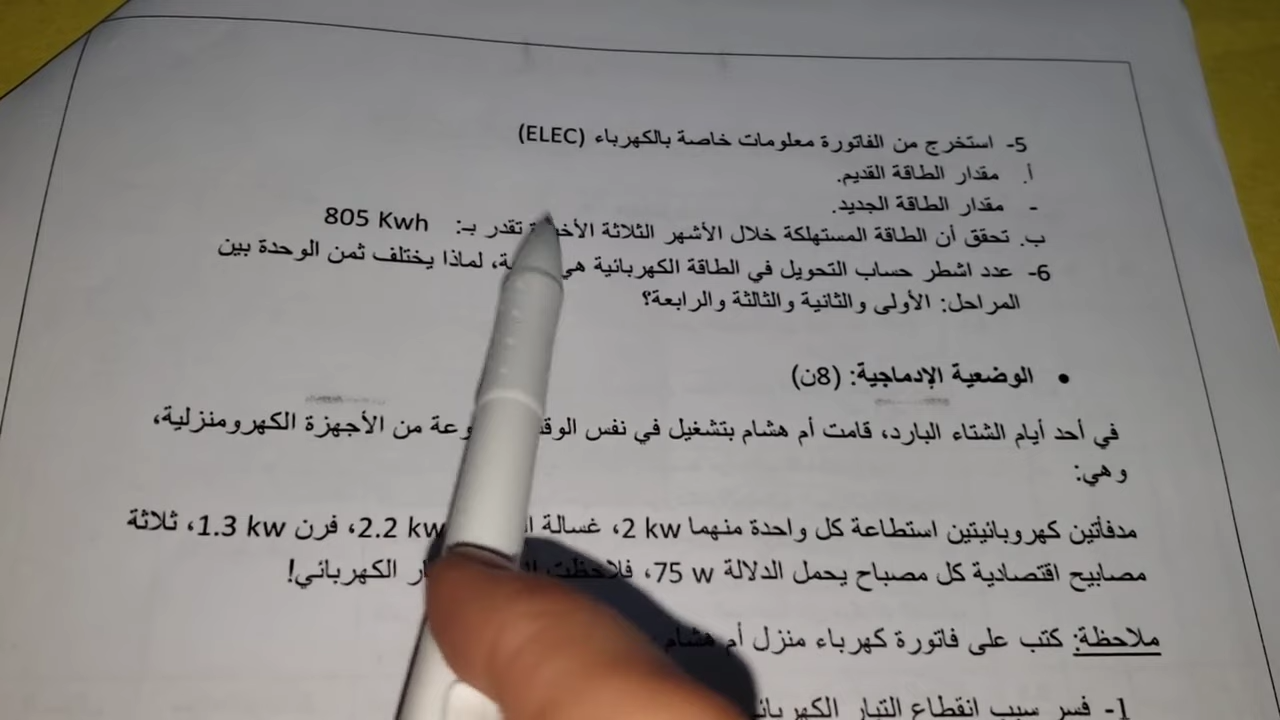 5- استخرج من الفاتورة معلومات خاصة بالكهرباء (ELEC)
أ. مقدار الطاقة القديم.
- مقدار الطاقة الجديد.
ب. تحقق أن الطاقة المستهلكة خلال الأشهر الثلاثة تقدر بـ: 805 Kwh
6- عدد اشطر حساب التحويل في الطاقة الكهربائية هي لماذا يختلف ثمن الوحدة بين
المراحل: الأولى والثانية والثالثة والرابعة؟
• الوضعية الإدماجية: (8ن)
في أحد أيام الشتاء البارد، قامت أم هشام بتشغيل في نفس من الأجهزة الكهرومنزلية،
وهي:
مدفأتين كهروبائيتين استطاعة كل واحدة منهما 2 kw، غسالة 2.2 kw، فرن 1.3 kw، ثلاثة
مصابيح اقتصادية كل مصباح يحمل الدلالة 75 w، فلاحظت الكهربائي!
ملاحظة: كتب على فاتورة كهرباء منزل أم هشام
1- فسر سبب انقطاع التيار الكهربائي